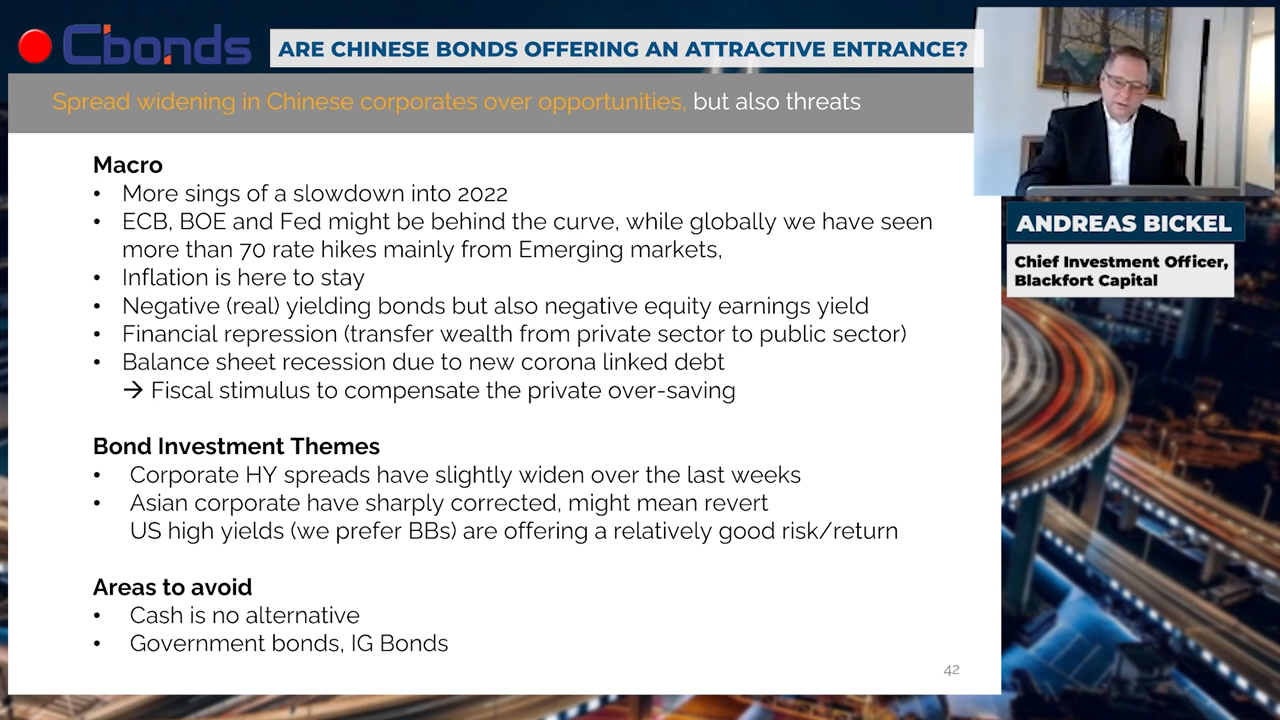 Cbonds
ARE CHINESE BONDS OFFERING AN ATTRACTIVE ENTRANCE?
Spread widening in Chinese corporates over opportunities, but also threats
ANDREAS BICKEL
Chief Investment Officer,
Blackfort Capital
Macro
• More sings of a slowdown into 2022
• ECB, BOE and Fed might be behind the curve, while globally we have seen
more than 70 rate hikes mainly from Emerging markets,
• Inflation is here to stay
• Negative (real) yielding bonds but also negative equity earnings yield
• Financial repression (transfer wealth from private sector to public sector)
• Balance sheet recession due to new corona linked debt
→ Fiscal stimulus to compensate the private over-saving
Bond Investment Themes
• Corporate HY spreads have slightly widen over the last weeks
• Asian corporate have sharply corrected, might mean revert
US high yields (we prefer BBs) are offering a relatively good risk/return
Areas to avoid
• Cash is no alternative
• Government bonds, IG Bonds
42